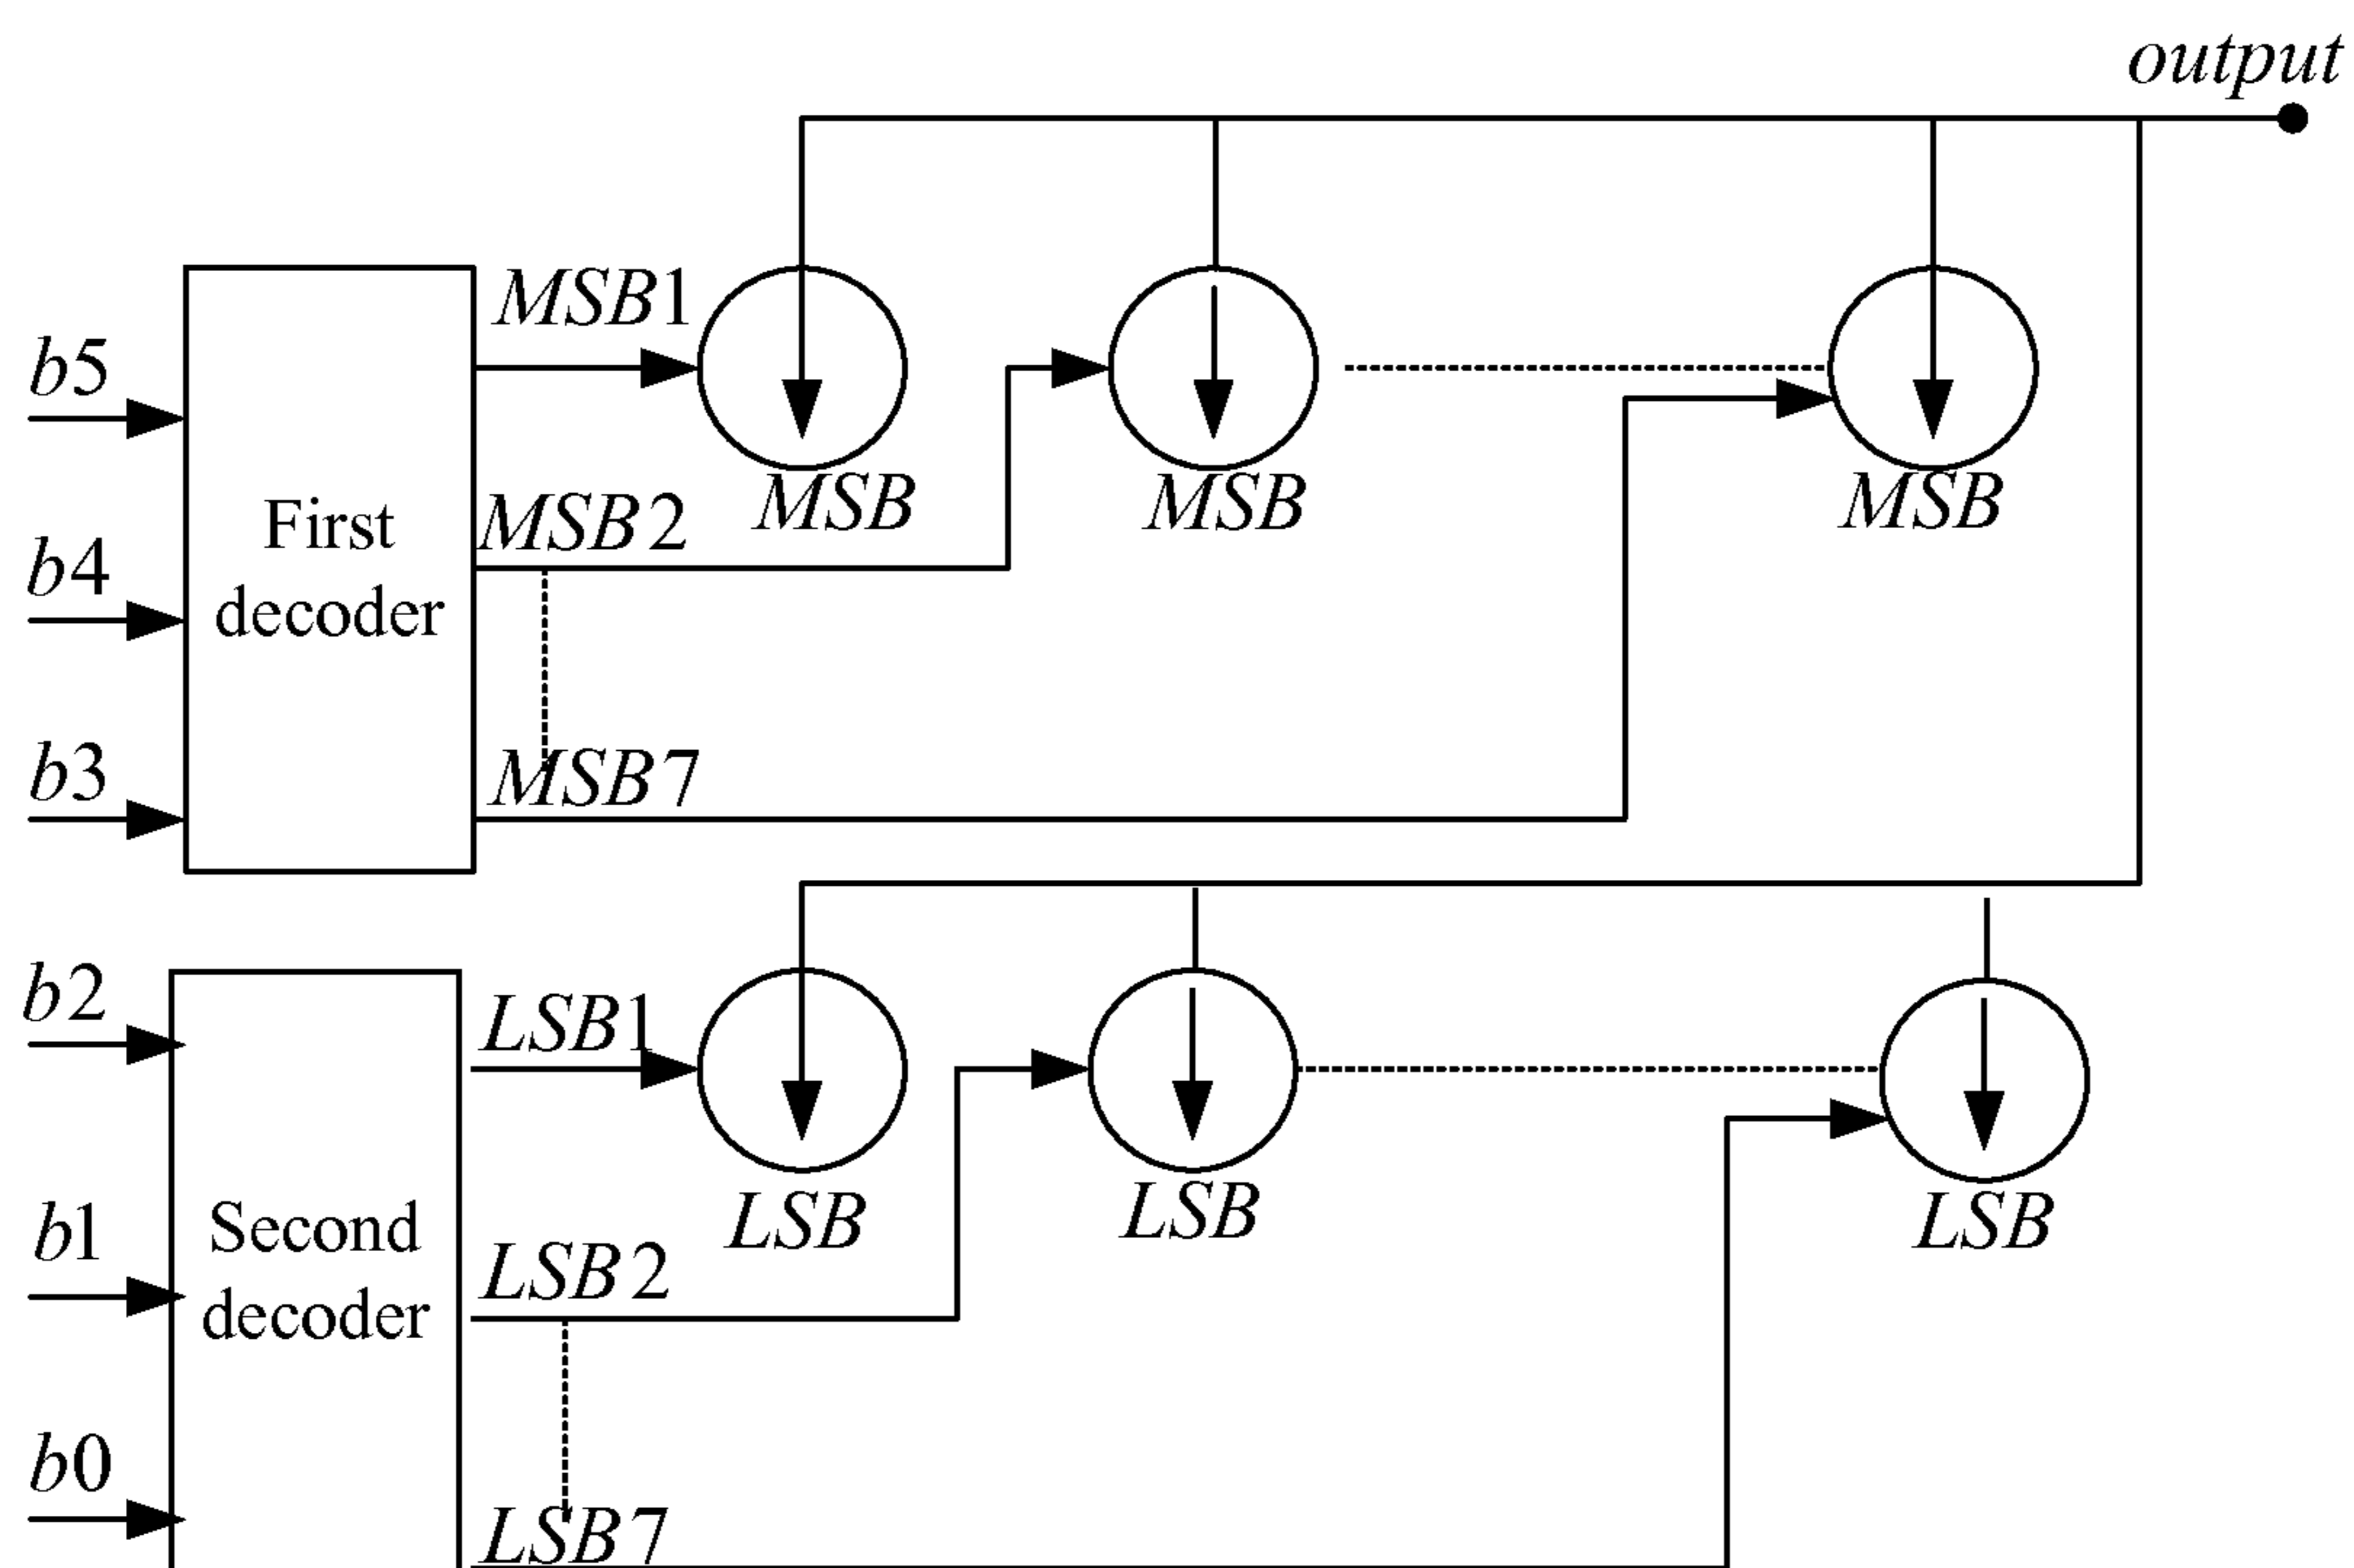 output
MSB1
b5
MSB
MSB
MSB
First
decoder
MSB2
b4
b3
MSB7
b2
LSB1
LSB
LSB
LSB
b1
Second
decoder
LSB2
b0
LSB7